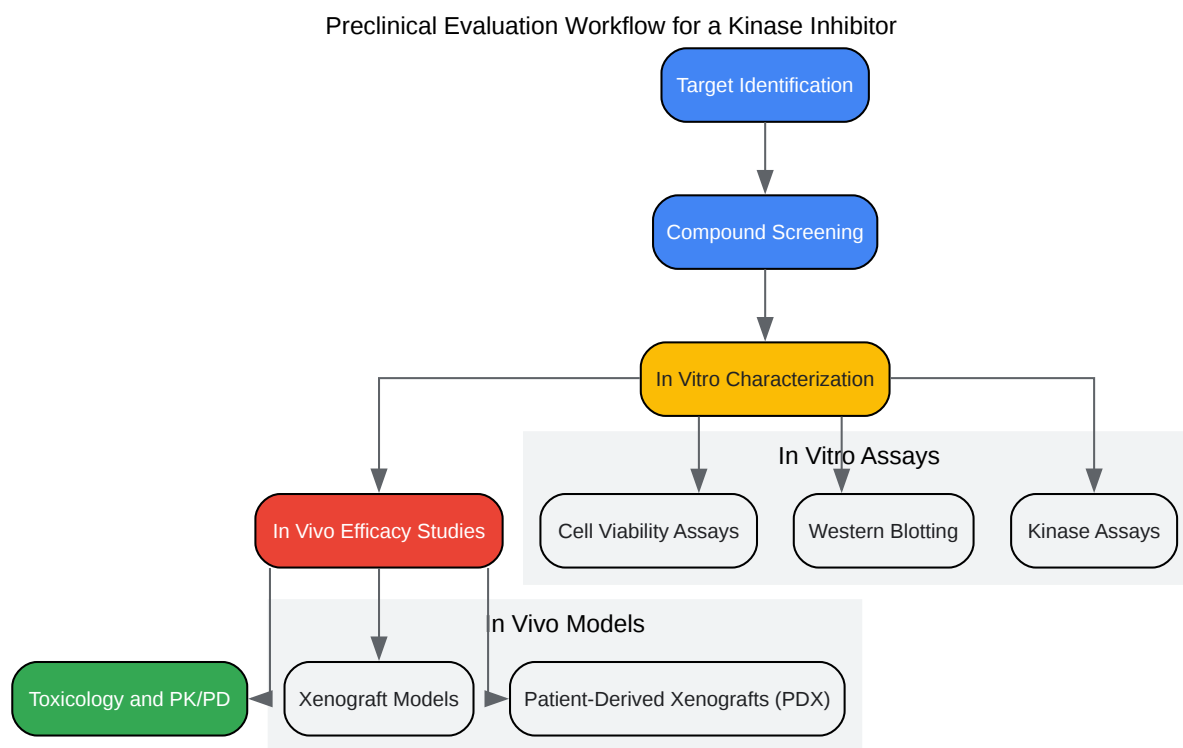 Preclinical Evaluation Workflow for a Kinase Inhibitor
Target Identification
Compound Screening
In Vitro Characterization
In Vitro Assays
In Vivo Efficacy Studies
Cell Viability Assays
Western Blotting
Kinase Assays
In Vivo Models
Toxicology and PK/PD
Xenograft Models
Patient-Derived Xenografts (PDX)